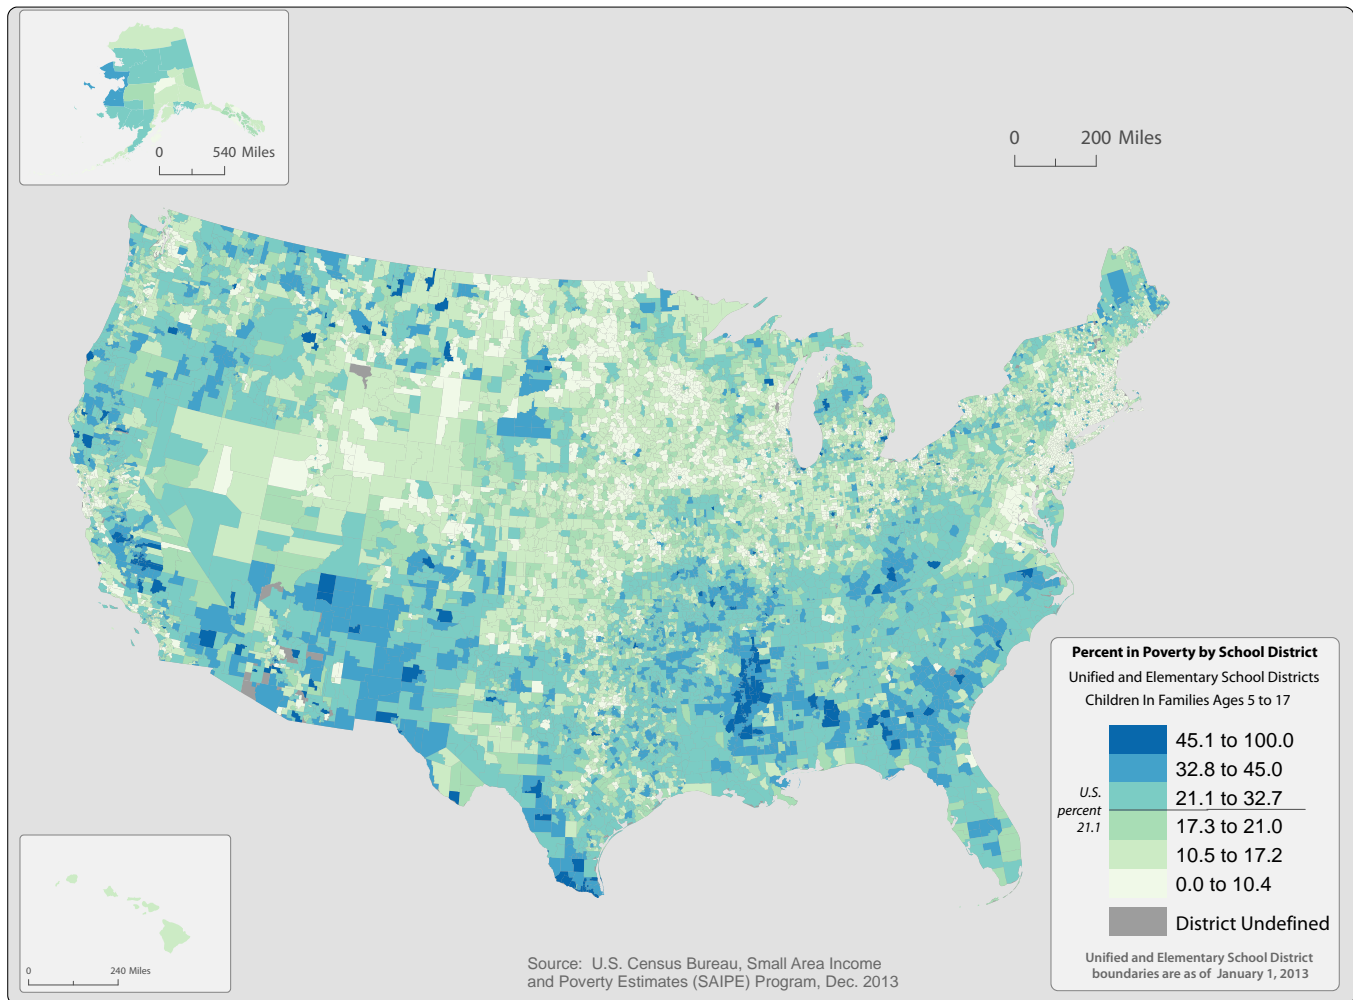 0 540 Miles
0 200 Miles
Percent in Poverty by School District
Unified and Elementary School Districts
Children In Families Ages 5 to 17
45.1 to 100.0
32.8 to 45.0
21.1 to 32.7
U.S.
percent
21.1
17.3 to 21.0
10.5 to 17.2
0.0 to 10.4
District Undefined
Unified and Elementary School District
boundaries are as of January 1, 2013
0 240 Miles
Source: U.S. Census Bureau, Small Area Income
and Poverty Estimates (SAIPE) Program, Dec. 2013